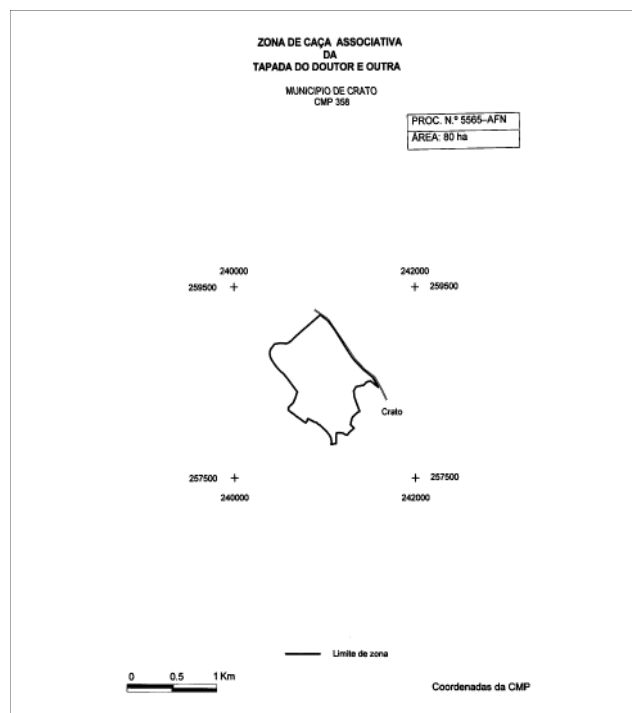 ZONA DE CAÇA ASSOCIATIVA
DA
TAPADA DO DOUTOR E OUTRA
MUNICIPIO DE CRATO
CMP 358
PROC. N.º 5565-AFN
ÁREA: 80 ha
240000
242000
259500
259500
Crato
257500
257500
240000
242000
Limite de zona
0 0.5 1 Km
Coordenadas da CMP